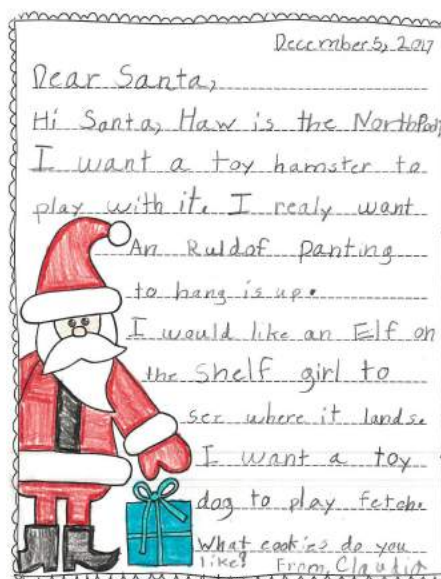 December 5, 2017
Dear Santa,
Hi Santa, Haw is the NorthPool?
I want a toy hamster to
play with it. I realy want
An Ruldof Panting
to hang is up.
I would like an Elf on
the Shelf girl to
see where it lands.
I want a toy
dog to play fetch.
What cookies do you
like? From, Claudia